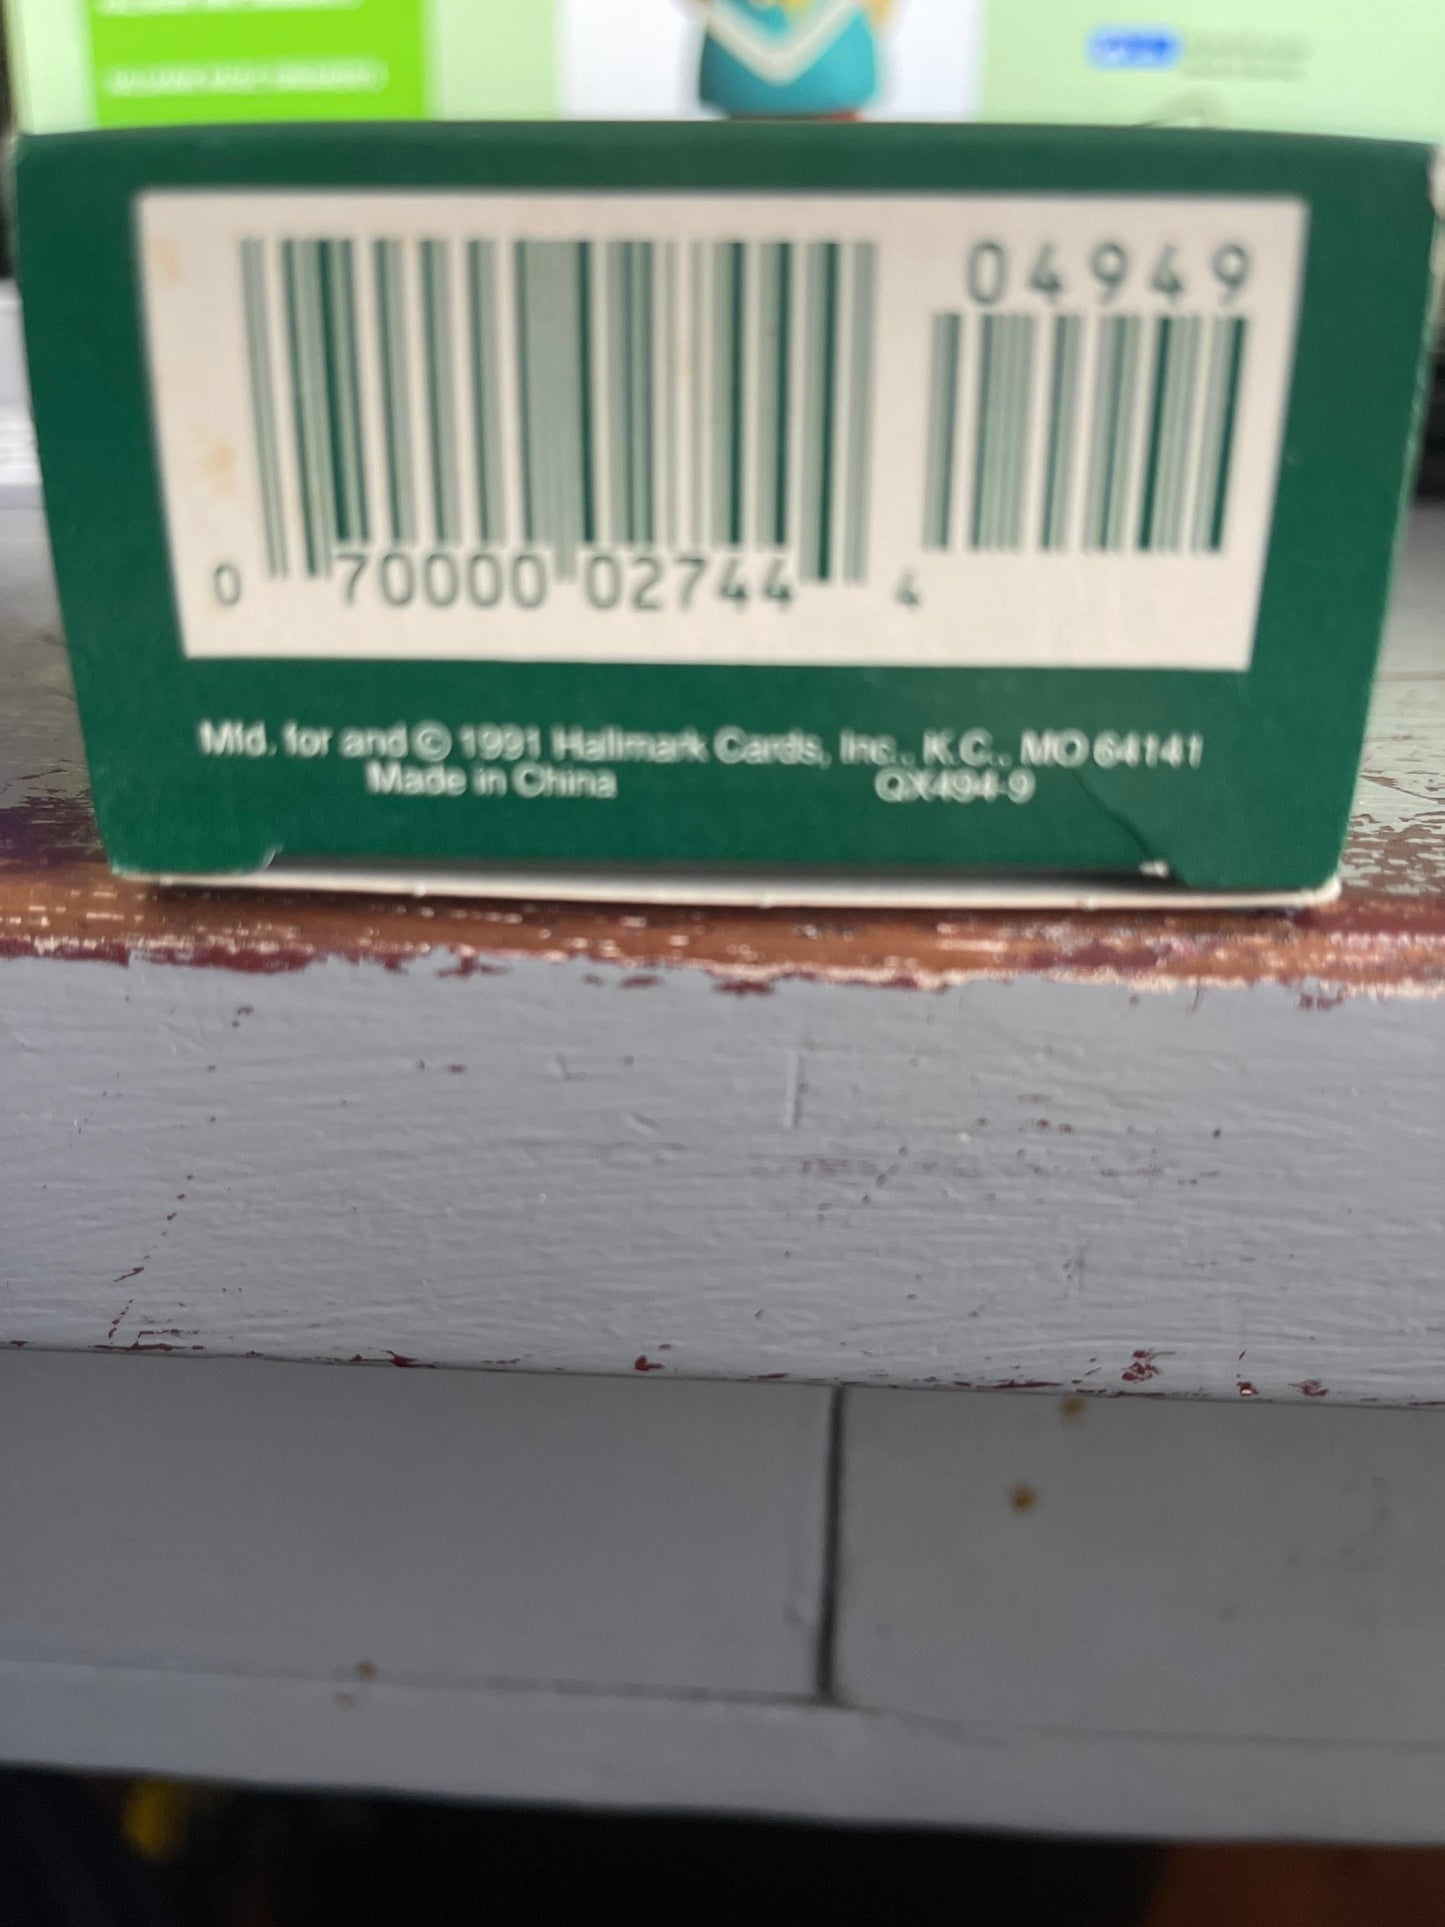 04949
0 70000 02744 4
Mfd. for and © 1991 Hallmark Cards, Inc., K.C., MO 64141
Made in China QX494-9